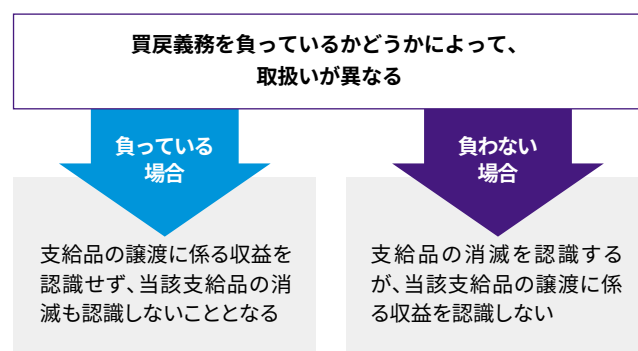 買戻義務を負っているかどうかによって、
取扱いが異なる
負っている
場合
負わない
場合
支給品の譲渡に係る収益を
認識せず、当該支給品の消
滅も認識しないこととなる
支給品の消滅を認識する
が、当該支給品の譲渡に係
る収益を認識しない